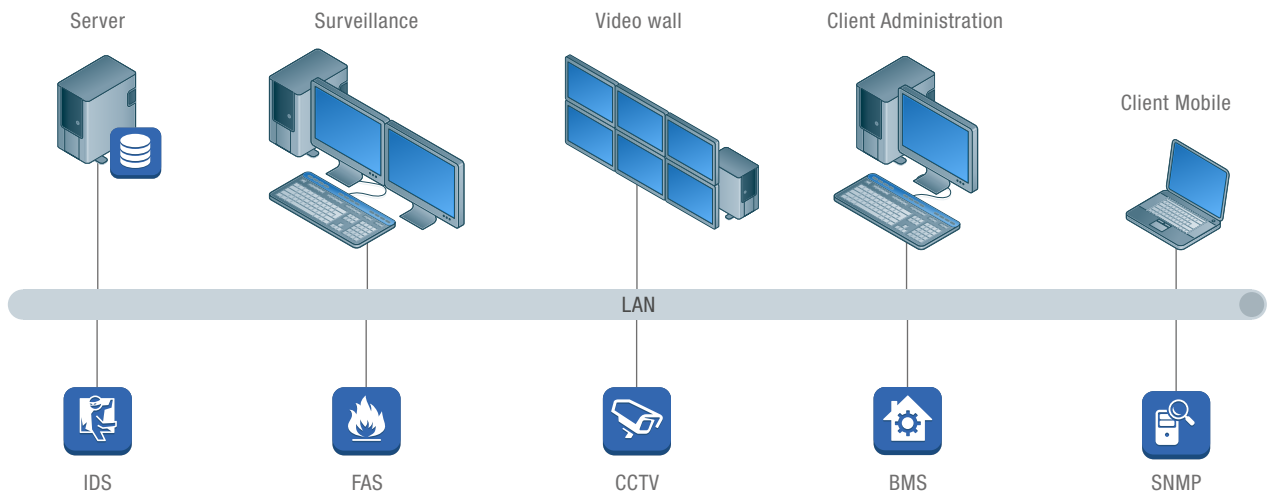 Server
Surveillance
Video wall
Client Administration
Client Mobile
LAN
IDS
FAS
CCTV
BMS
SNMP